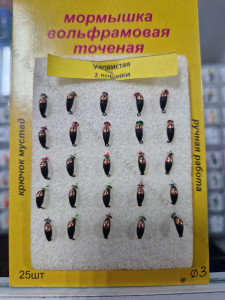 мормышка
вольфрамовая
точеная
Уловистая
2 коронки
крючок мустад
ручная работа
25шт
ø3